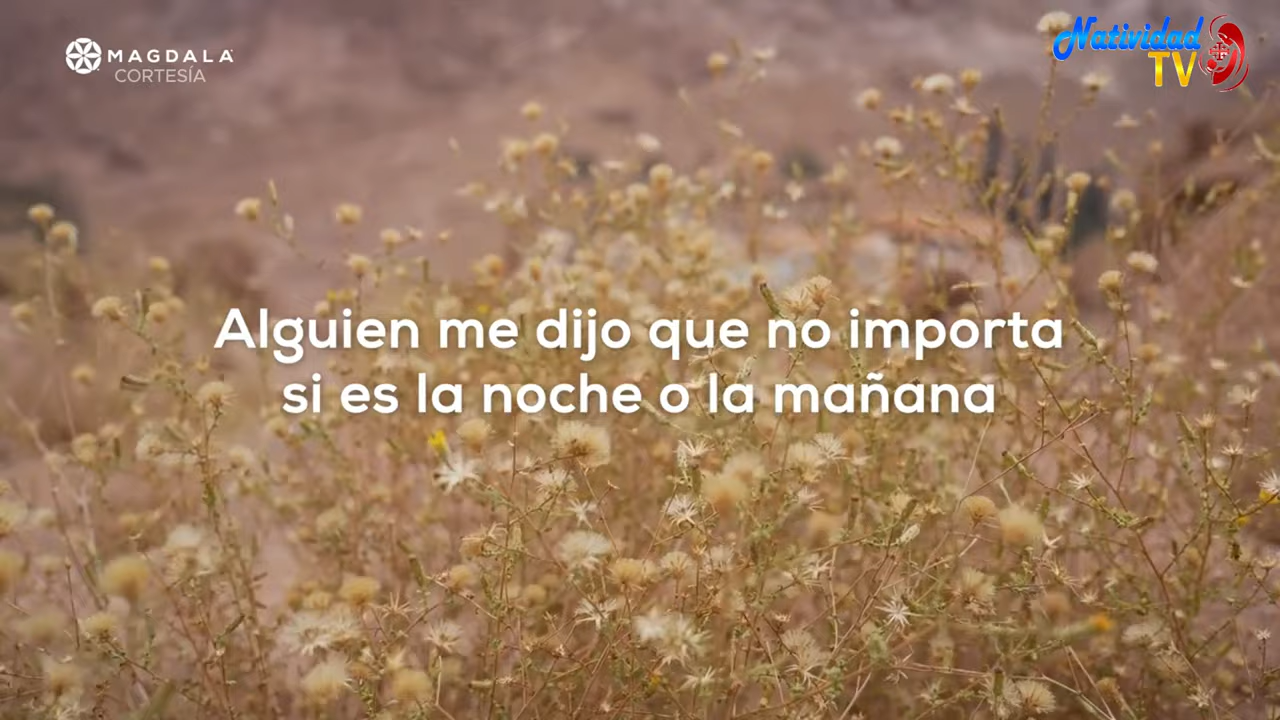 MAGDALA
CORTESÍA
Natividad
TV
Alguien me dijo que no importa
si es la noche o la mañana